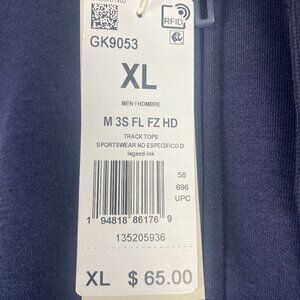 RFID
GK9053
XL
MEN / HOMBRE
M 3S FL FZ HD
TRACK TOPS
SPORTSWEAR NO ESPECIFICO D
legend ink
58
696
UPC
1 94818 86176 9
135205936
XL $ 65.00